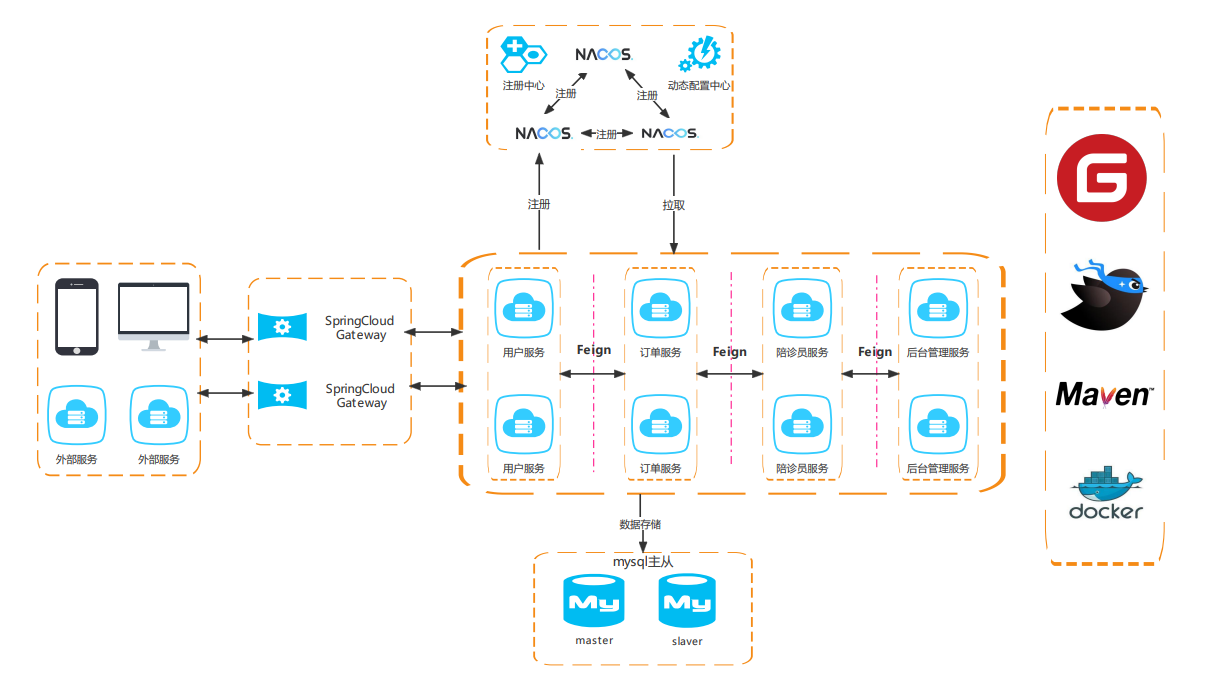 NACOS.
注册中心
动态配置中心
注册
注册
NACOS.
注册
NACOS.
注册
拉取
G
SpringCloud
Gateway
SpringCloud
Gateway
外部服务
外部服务
用户服务
订单服务
陪诊员服务
后台管理服务
Feign
Feign
Feign
用户服务
订单服务
陪诊员服务
后台管理服务
Maven™
docker
数据存储
mysql主从
My
My
master
slaver